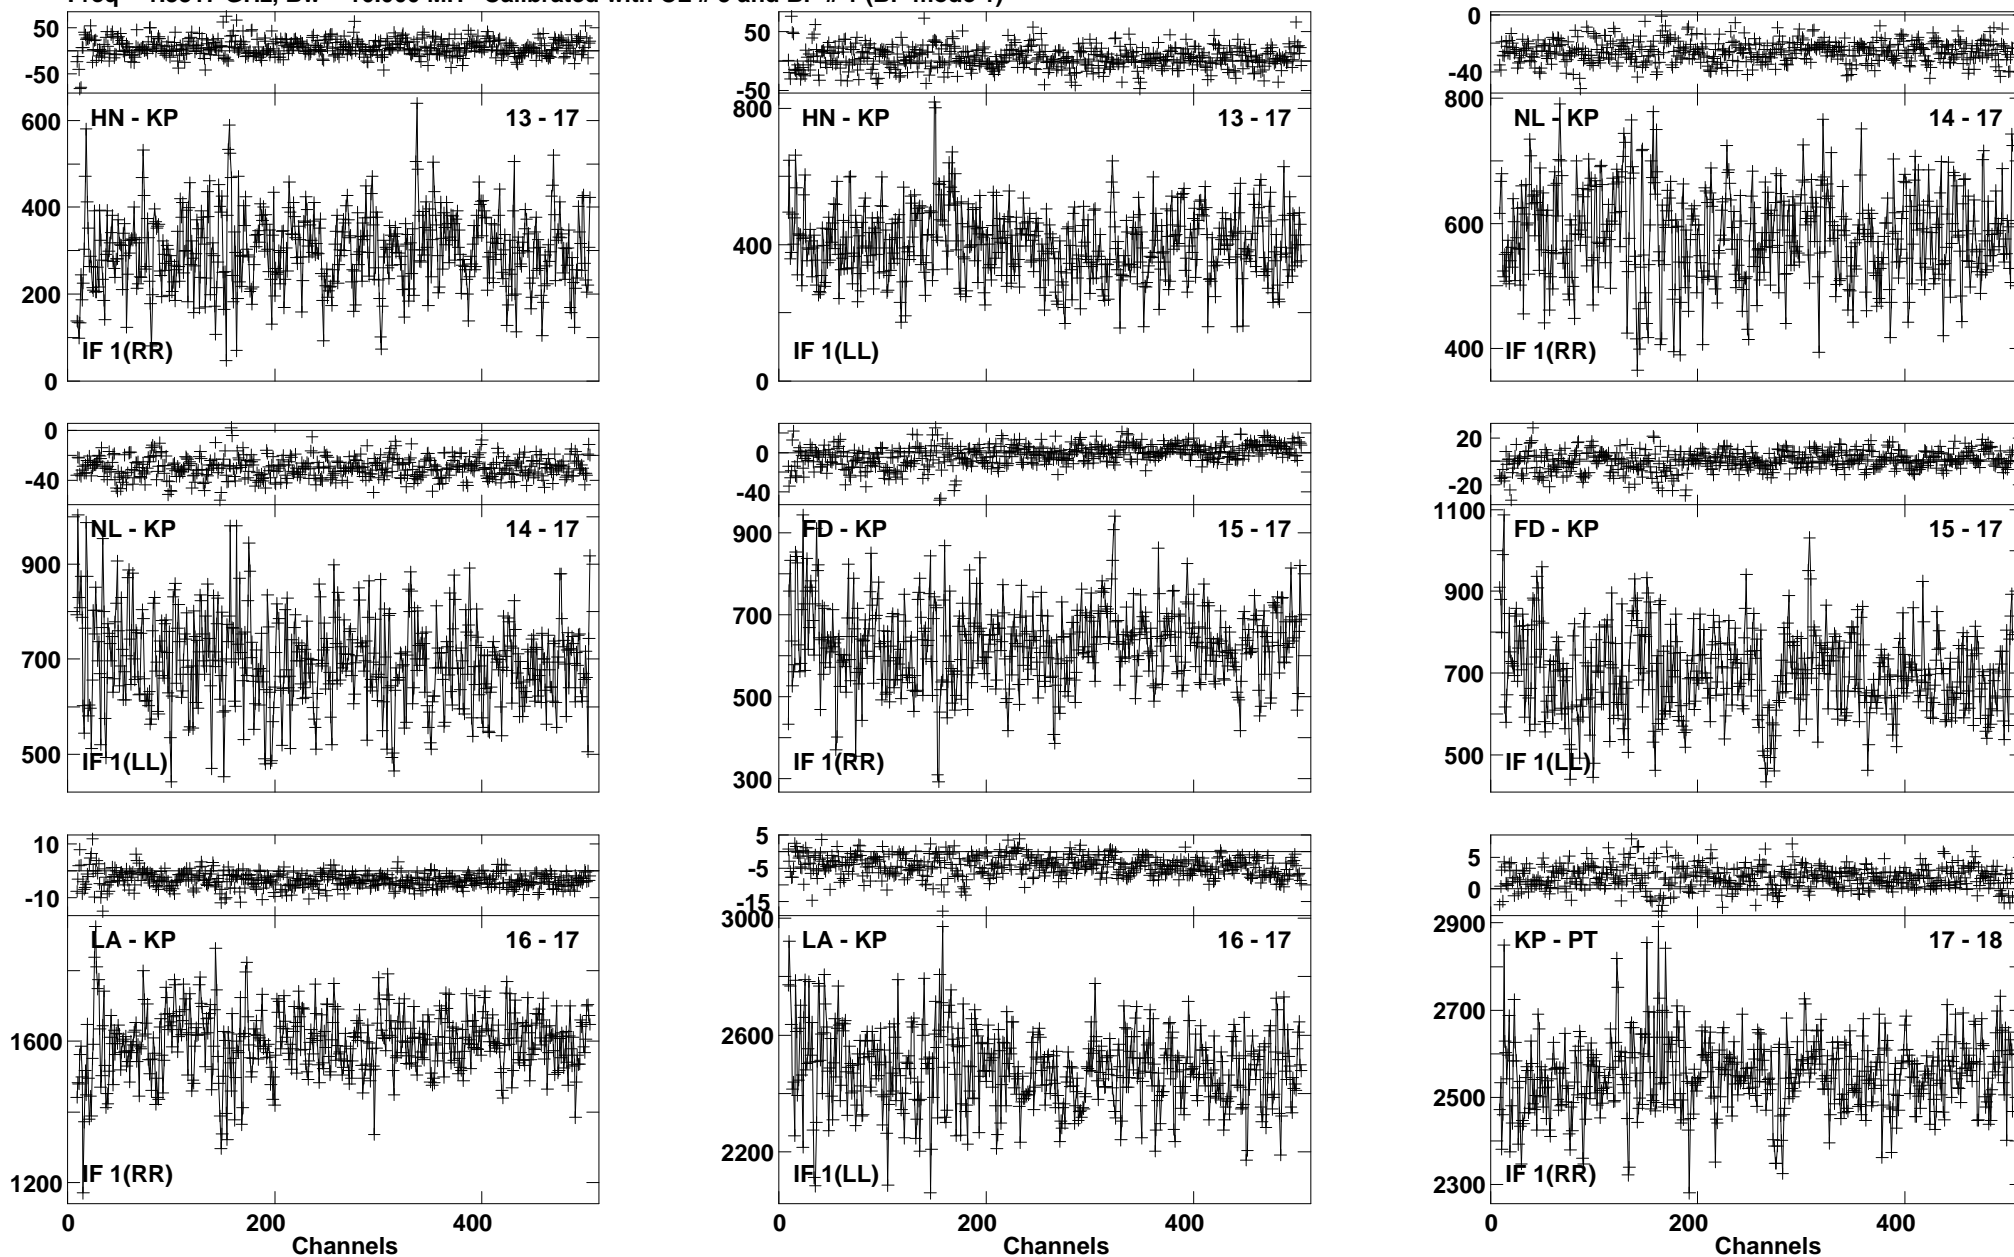 50
-50
600
400
200
0
HN - KP 13 - 17
IF 1(RR)
50
-50
800
400
0
HN - KP 13 - 17
IF 1(LL)
0
-40
800
600
400
NL - KP 14 - 17
IF 1(RR)
0
-40
900
700
500
NL - KP 14 - 17
IF 1(LL)
0
-40
900
700
500
300
FD - KP 15 - 17
IF 1(RR)
20
-20
1100
900
700
500
FD - KP 15 - 17
IF 1(LL)
10
-10
1600
1200
LA - KP 16 - 17
IF 1(RR)
0 200 400
Channels
5
-5
-15
3000
2600
2200
LA - KP 16 - 17
IF 1(LL)
0 200 400
Channels
5
0
2900
2700
2500
2300
KP - PT 17 - 18
IF 1(RR)
0 200 400
Channels